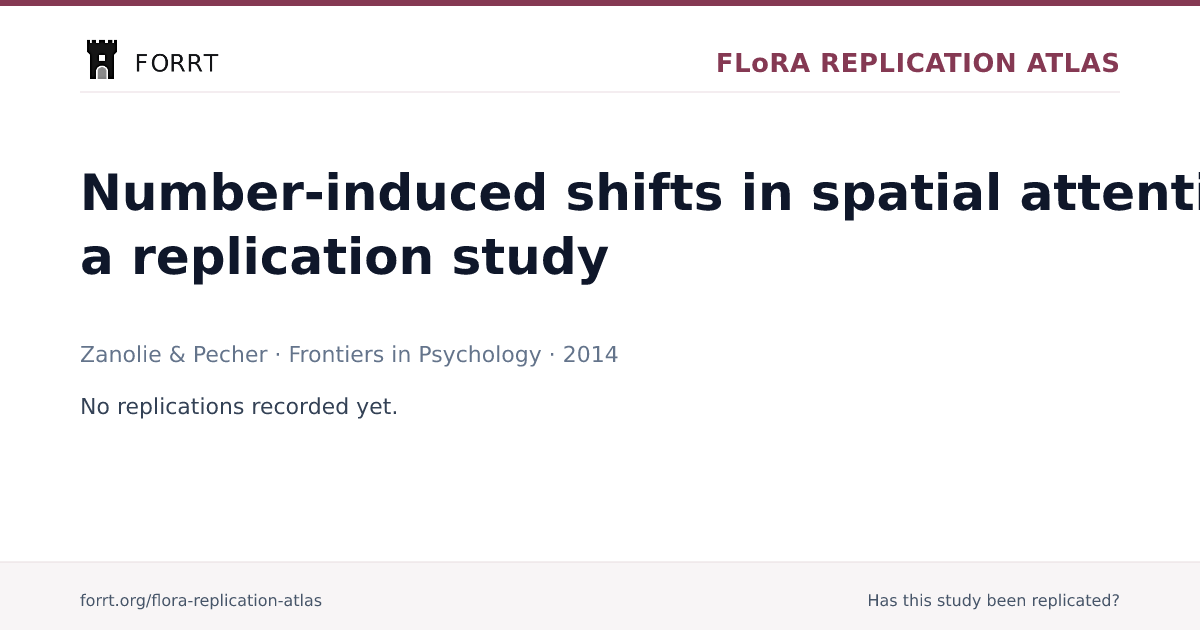 FORRT
FLoRA REPLICATION ATLAS
Number-induced shifts in spatial
a replication study
Zanolie & Pecher · Frontiers in Psychology · 2014
No replications recorded yet.
forrt.org/flora-replication-atlas
Has this study been replicated?